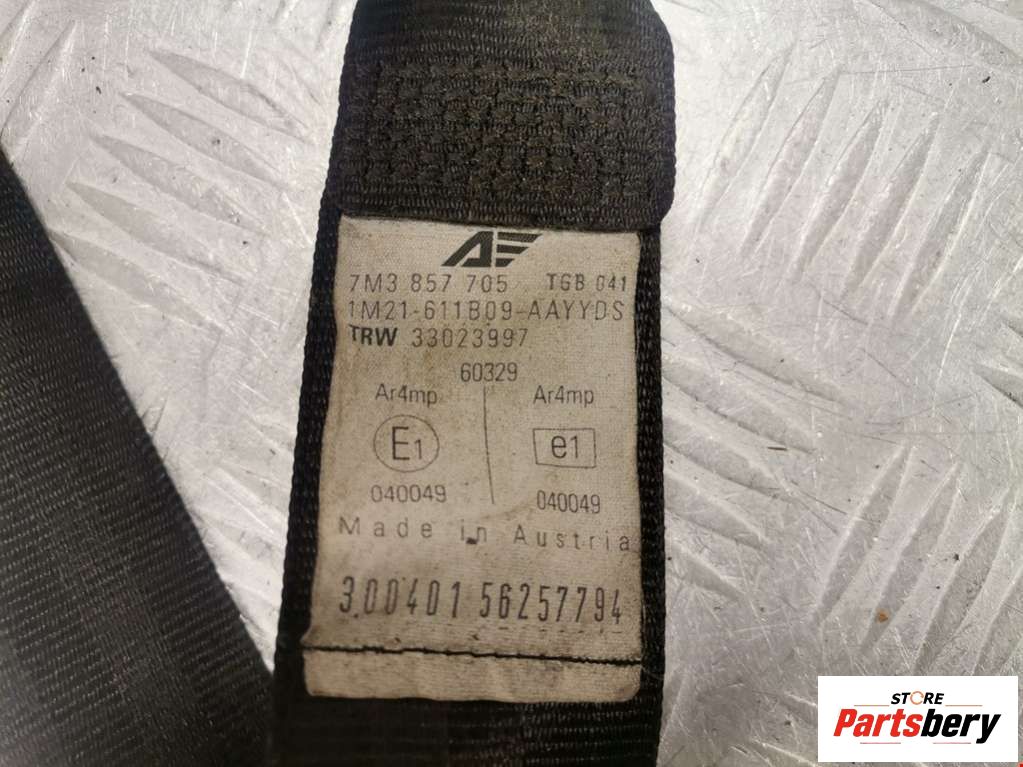 AE
7M3 857 705 TGB 041
1M21-611B09-AAYYDS
TRW 33023997
60329
Ar4mp Ar4mp
E1 e1
040049 040049
Made in Austria
300401 56257794
STORE
Partsbery